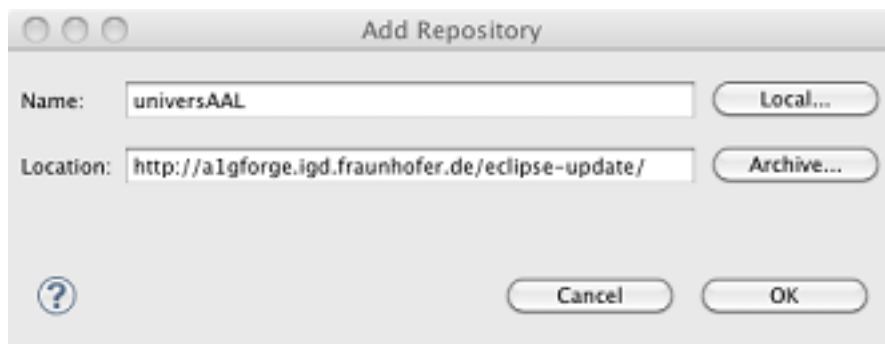 Add Repository
Name: universAAL Local...
Location: http://a1gforge.igd.fraunhofer.de/eclipse-update/ Archive...
? Cancel OK